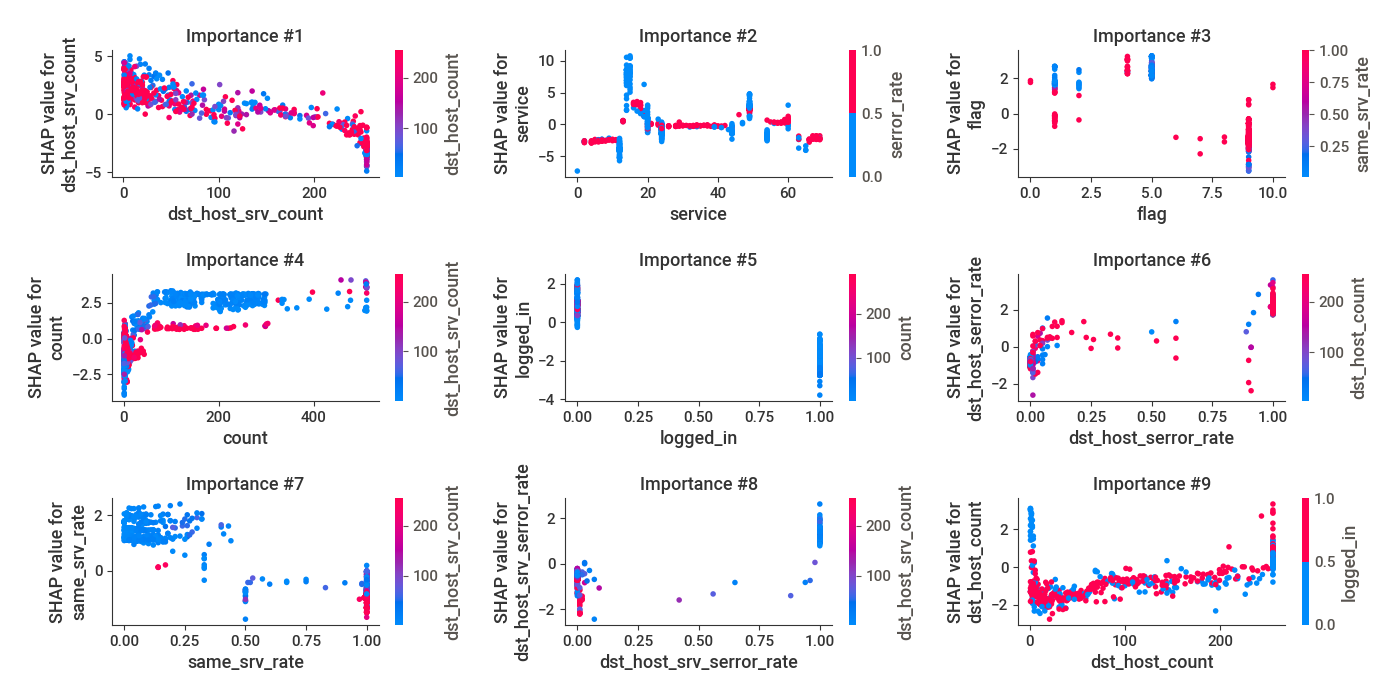 Importance #1
SHAP value for
dst_host_srv_count
5
0
−5
0
100
200
dst_host_srv_count
200
100
dst_host_count
Importance #2
SHAP value for
service
10
5
0
−5
0
20
40
60
service
1.0
0.5
0.0
serror_rate
Importance #3
SHAP value for
flag
2
0
−2
0.0
2.5
5.0
7.5
10.0
flag
1.00
0.75
0.50
0.25
same_srv_rate
Importance #4
SHAP value for
count
2.5
0.0
−2.5
0
200
400
count
200
100
dst_host_srv_count
Importance #5
SHAP value for
logged_in
2
0
−2
−4
0.00
0.25
0.50
0.75
1.00
logged_in
200
100
count
Importance #6
SHAP value for
dst_host_serror_rate
2
0
−2
0.00
0.25
0.50
0.75
1.00
dst_host_serror_rate
200
100
dst_host_count
Importance #7
SHAP value for
same_srv_rate
2
0
0.00
0.25
0.50
0.75
1.00
same_srv_rate
200
100
dst_host_srv_count
Importance #8
SHAP value for
dst_host_srv_serror_rate
2
0
−2
0.00
0.25
0.50
0.75
1.00
dst_host_srv_serror_rate
200
100
dst_host_srv_count
Importance #9
SHAP value for
dst_host_count
2
0
−2
0
100
200
dst_host_count
1.0
0.5
0.0
logged_in